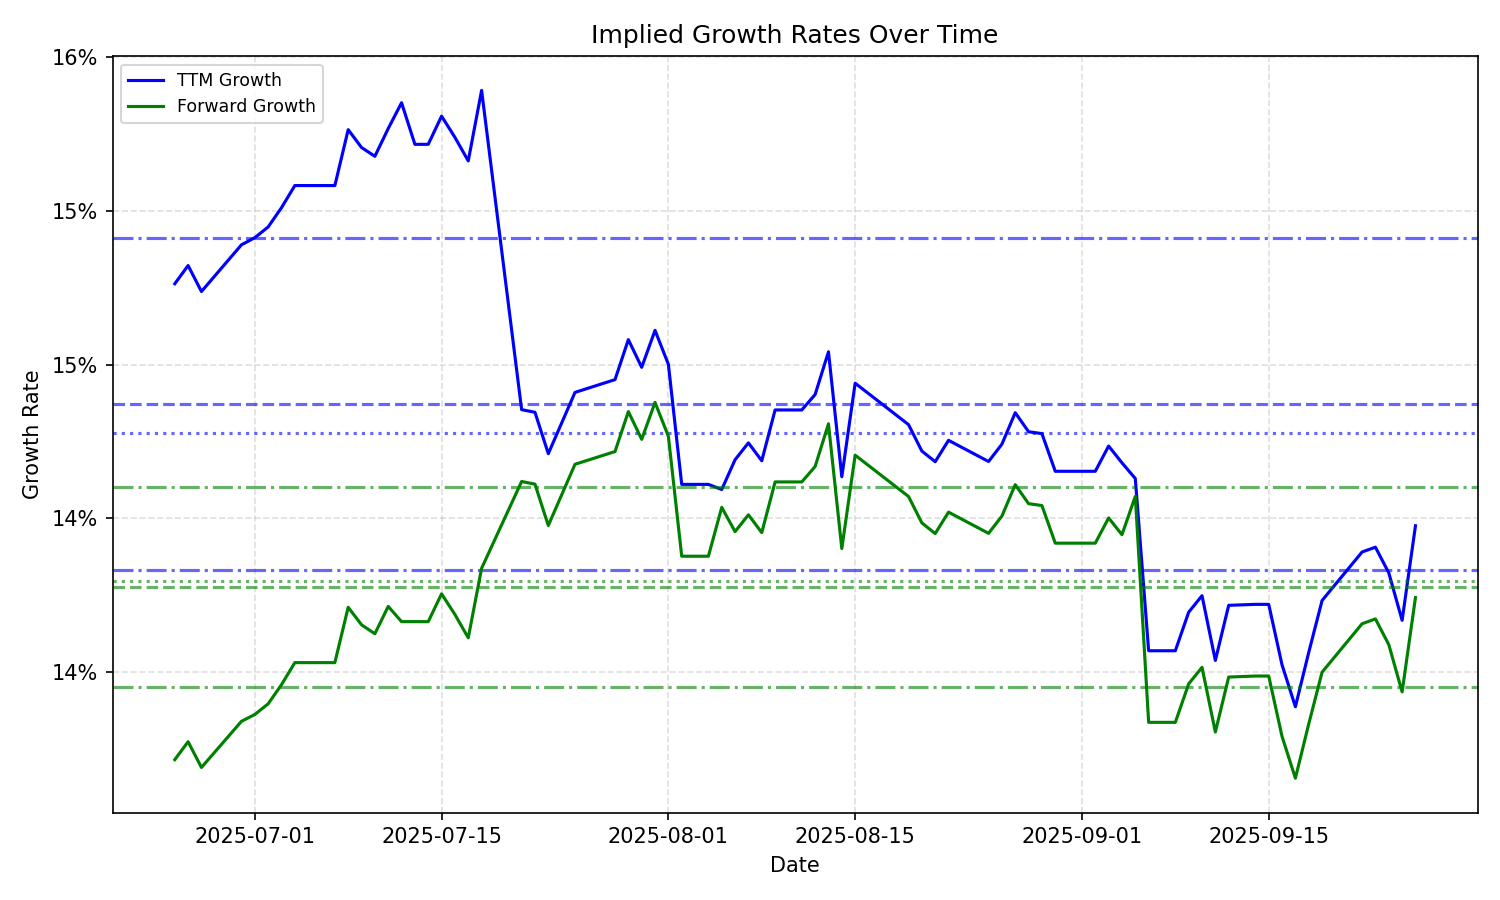 Implied Growth Rates Over Time
TTM Growth
Forward Growth
16%
15%
15%
14%
14%
Growth Rate
2025-07-01
2025-07-15
2025-08-01
2025-08-15
2025-09-01
2025-09-15
Date